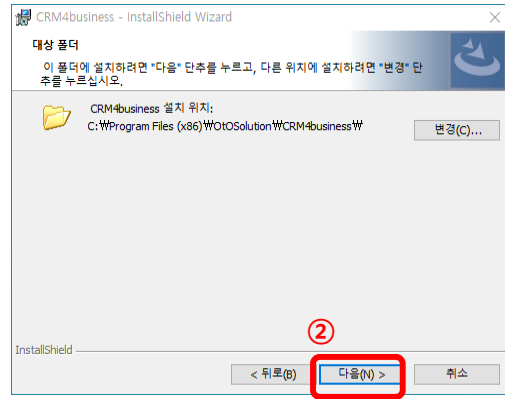 CRM4business - InstallShield Wizard
대상 폴더
이 폴더에 설치하려면 "다음" 단추를 누르고, 다른 위치에 설치하려면 "변경" 단
추를 누르십시오.
CRM4business 설치 위치:
C:₩Program Files (x86)₩OtOSolution₩CRM4business₩
변경(C)...
②
InstallShield
< 뒤로(B)
다음(N) >
취소